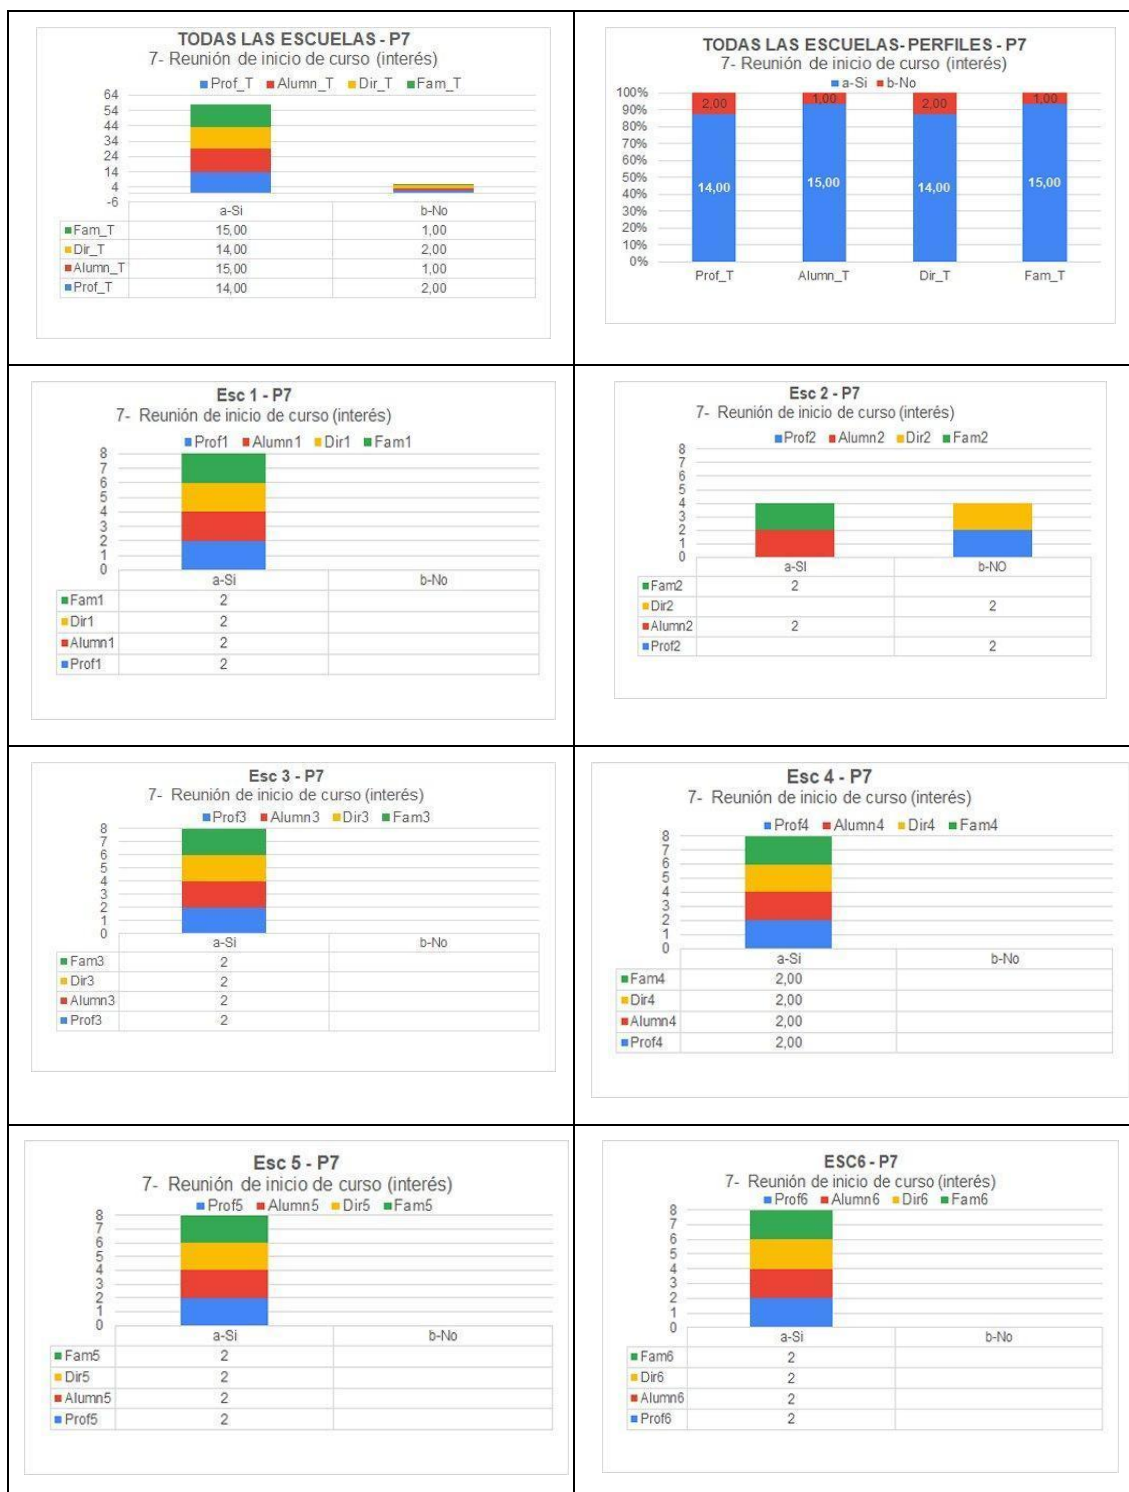 TODAS LAS ESCUELAS - P7
7- Reunión de inicio de curso (interés)
Prof_T Alumn_T Dir_T Fam_T
64
54
44
34
24
14
4
-6
a-Si b-No
Fam_T 15,00 1,00
Dir_T 14,00 2,00
Alumn_T 15,00 1,00
Prof_T 14,00 2,00
TODAS LAS ESCUELAS- PERFILES - P7
7- Reunión de inicio de curso (interés)
a-Si b-No
100%
90%
80%
70%
60%
50%
40%
30%
20%
10%
0%
2,00 1,00 2,00 1,00
14,00 15,00 14,00 15,00
Prof_T Alumn_T Dir_T Fam_T
Esc 1 - P7
7- Reunión de inicio de curso (interés)
Prof1 Alumn1 Dir1 Fam1
8
7
6
5
4
3
2
1
0
a-Si b-No
Fam1 2
Dir1 2
Alumn1 2
Prof1 2
Esc 2 - P7
7- Reunión de inicio de curso (interés)
Prof2 Alumn2 Dir2 Fam2
8
7
6
5
4
3
2
1
0
a-SI b-NO
Fam2 2
Dir2 2
Alumn2 2
Prof2 2
Esc 3 - P7
7- Reunión de inicio de curso (interés)
Prof3 Alumn3 Dir3 Fam3
8
7
6
5
4
3
2
1
0
a-Si b-No
Fam3 2
Dir3 2
Alumn3 2
Prof3 2
Esc 4 - P7
7- Reunión de inicio de curso (interés)
Prof4 Alumn4 Dir4 Fam4
8
7
6
5
4
3
2
1
0
a-Si b-No
Fam4 2,00
Dir4 2,00
Alumn4 2,00
Prof4 2,00
Esc 5 - P7
7- Reunión de inicio de curso (interés)
Prof5 Alumn5 Dir5 Fam5
8
7
6
5
4
3
2
1
0
a-Si b-No
Fam5 2
Dir5 2
Alumn5 2
Prof5 2
ESC6 - P7
7- Reunión de inicio de curso (interés)
Prof6 Alumn6 Dir6 Fam6
8
7
6
5
4
3
2
1
0
a-Si b-No
Fam6 2
Dir6 2
Alumn6 2
Prof6 2